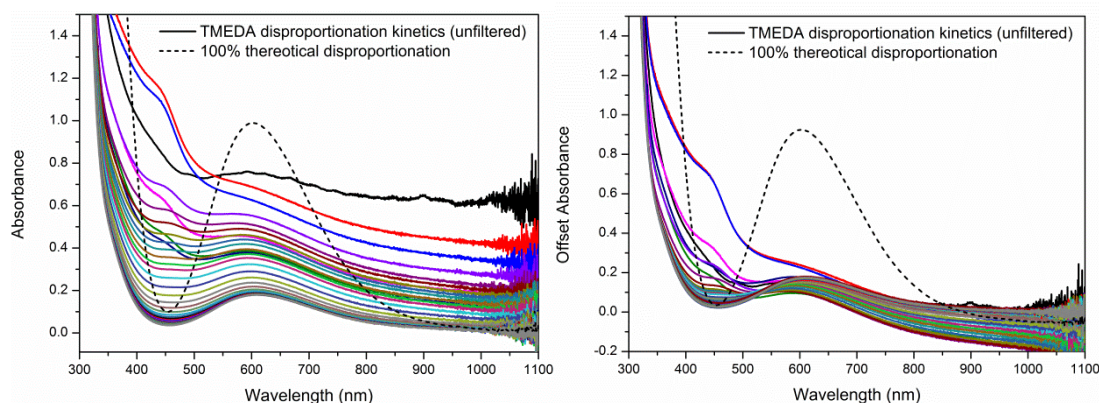 TMEDA disproportionation kinetics (unfiltered)
100% thereotical disproportionation
1.4
1.2
1.0
0.8
0.6
0.4
0.2
0.0
Absorbance
300 400 500 600 700 800 900 1000 1100
Wavelength (nm)
TMEDA disproportionation kinetics (unfiltered)
100% thereotical disproportionation
1.4
1.2
1.0
0.8
0.6
0.4
0.2
0.0
-0.2
Offset Absorbance
300 400 500 600 700 800 900 1000 1100
Wavelength (nm)